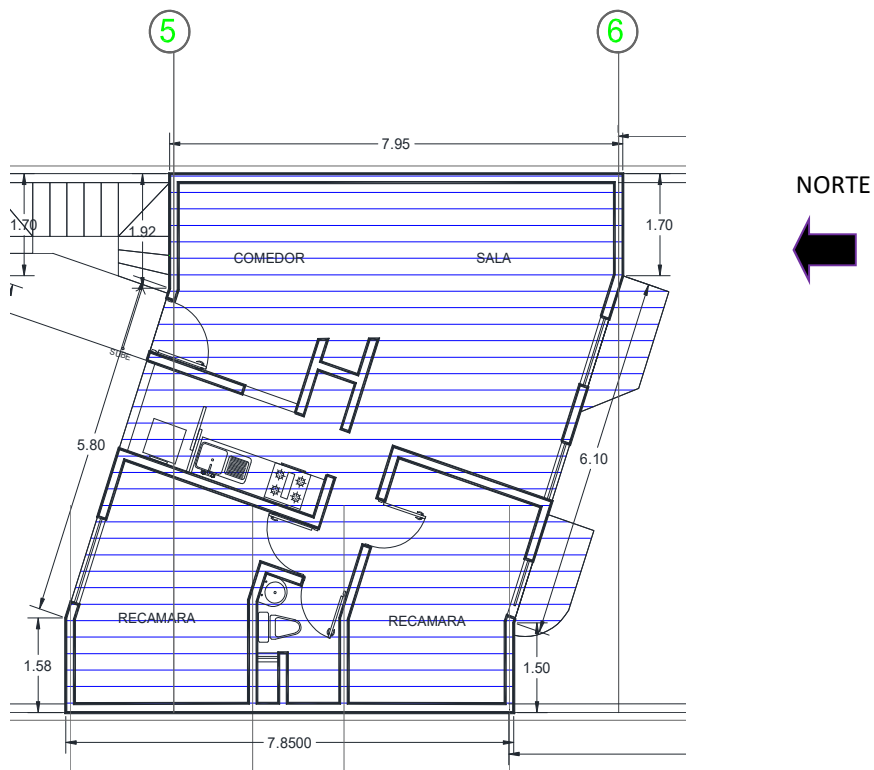 5
6
7.95
NORTE
1.70
1.92
1.70
COMEDOR
SALA
SUBE
5.80
6.10
RECAMARA
RECAMARA
1.58
1.50
7.8500